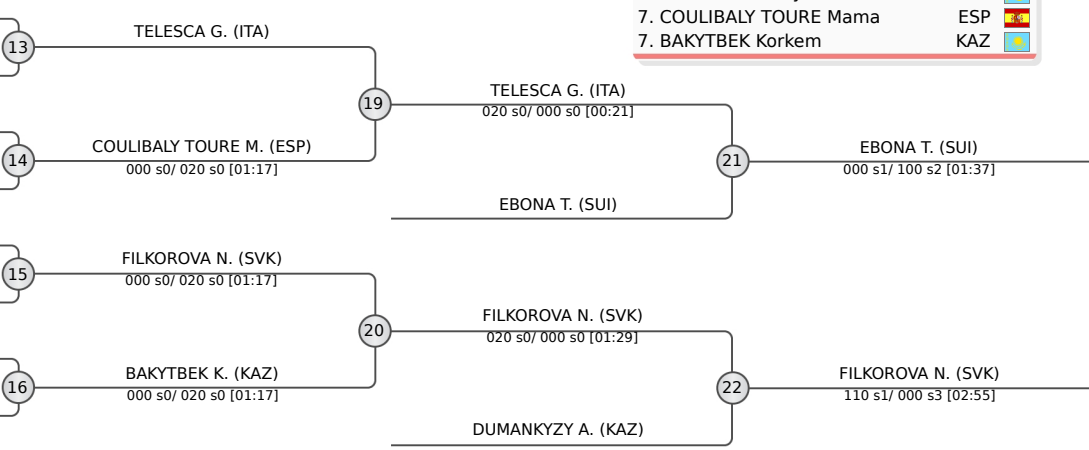 7. COULIBALY TOURE Mama ESP
7. BAKYTBEK Korkem KAZ
TELESCA G. (ITA)
13
19
TELESCA G. (ITA)
020 s0/ 000 s0 [00:21]
COULIBALY TOURE M. (ESP)
14
000 s0/ 020 s0 [01:17]
21
EBONA T. (SUI)
000 s1/ 100 s2 [01:37]
EBONA T. (SUI)
FILKOROVA N. (SVK)
15
000 s0/ 020 s0 [01:17]
20
FILKOROVA N. (SVK)
020 s0/ 000 s0 [01:29]
BAKYTBEK K. (KAZ)
16
000 s0/ 020 s0 [01:17]
22
FILKOROVA N. (SVK)
110 s1/ 000 s3 [02:55]
DUMANKYZY A. (KAZ)